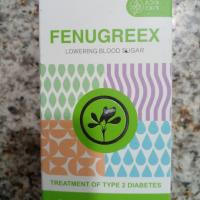 FENUGREEX
LOWERING BLOOD SUGAR
TREATMENT OF TYPE 2 DIABETES